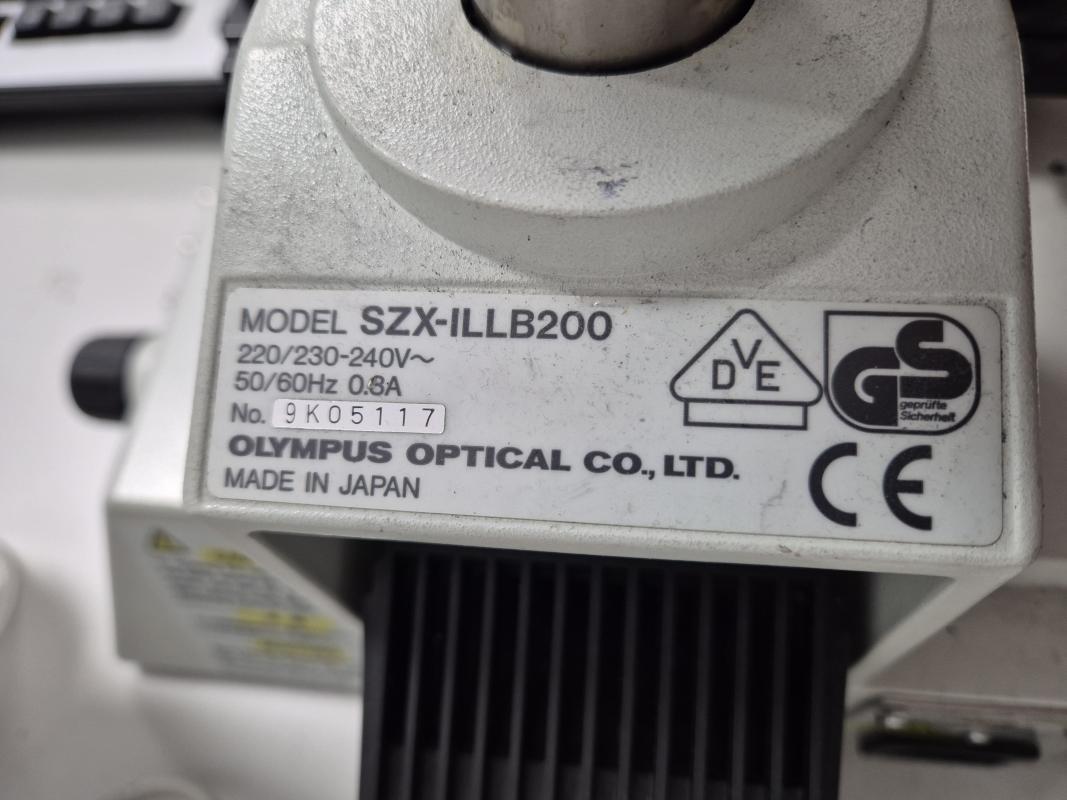 MODEL SZX-ILLB200
220/230-240V~
50/60Hz 0.8A
No. 9K05117
OLYMPUS OPTICAL CO., LTD.
MADE IN JAPAN
DVE
GS
geprüfte
Sicherheit
CE